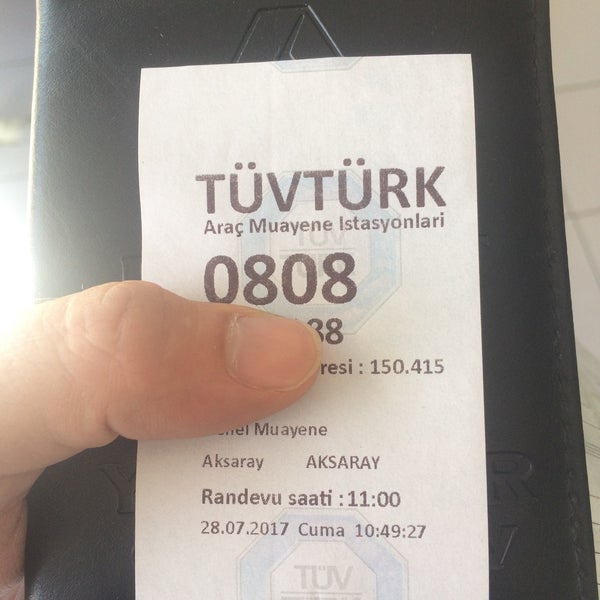 TÜVTÜRK
Araç Muayene Istasyonlari
0808
38
resi : 150.415
Muayene
Aksaray AKSARAY
Randevu saati : 11:00
28.07.2017 Cuma 10:49:27
TÜV